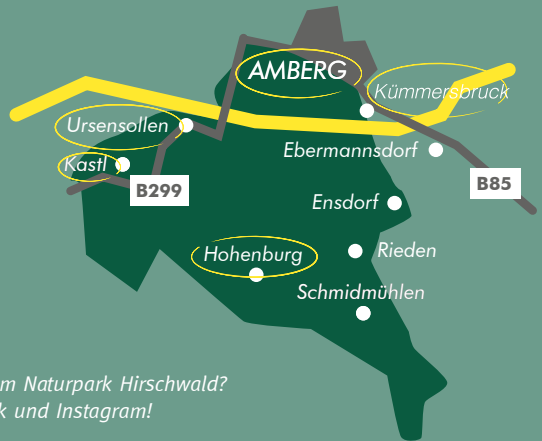 AMBERG
Kümmersbruck
Ursensollen
Ebermannsdorf
Kastl
B299
B85
Ensdorf
Hohenburg
Rieden
Schmidmühlen
m Naturpark Hirschwald?
k und Instagram!